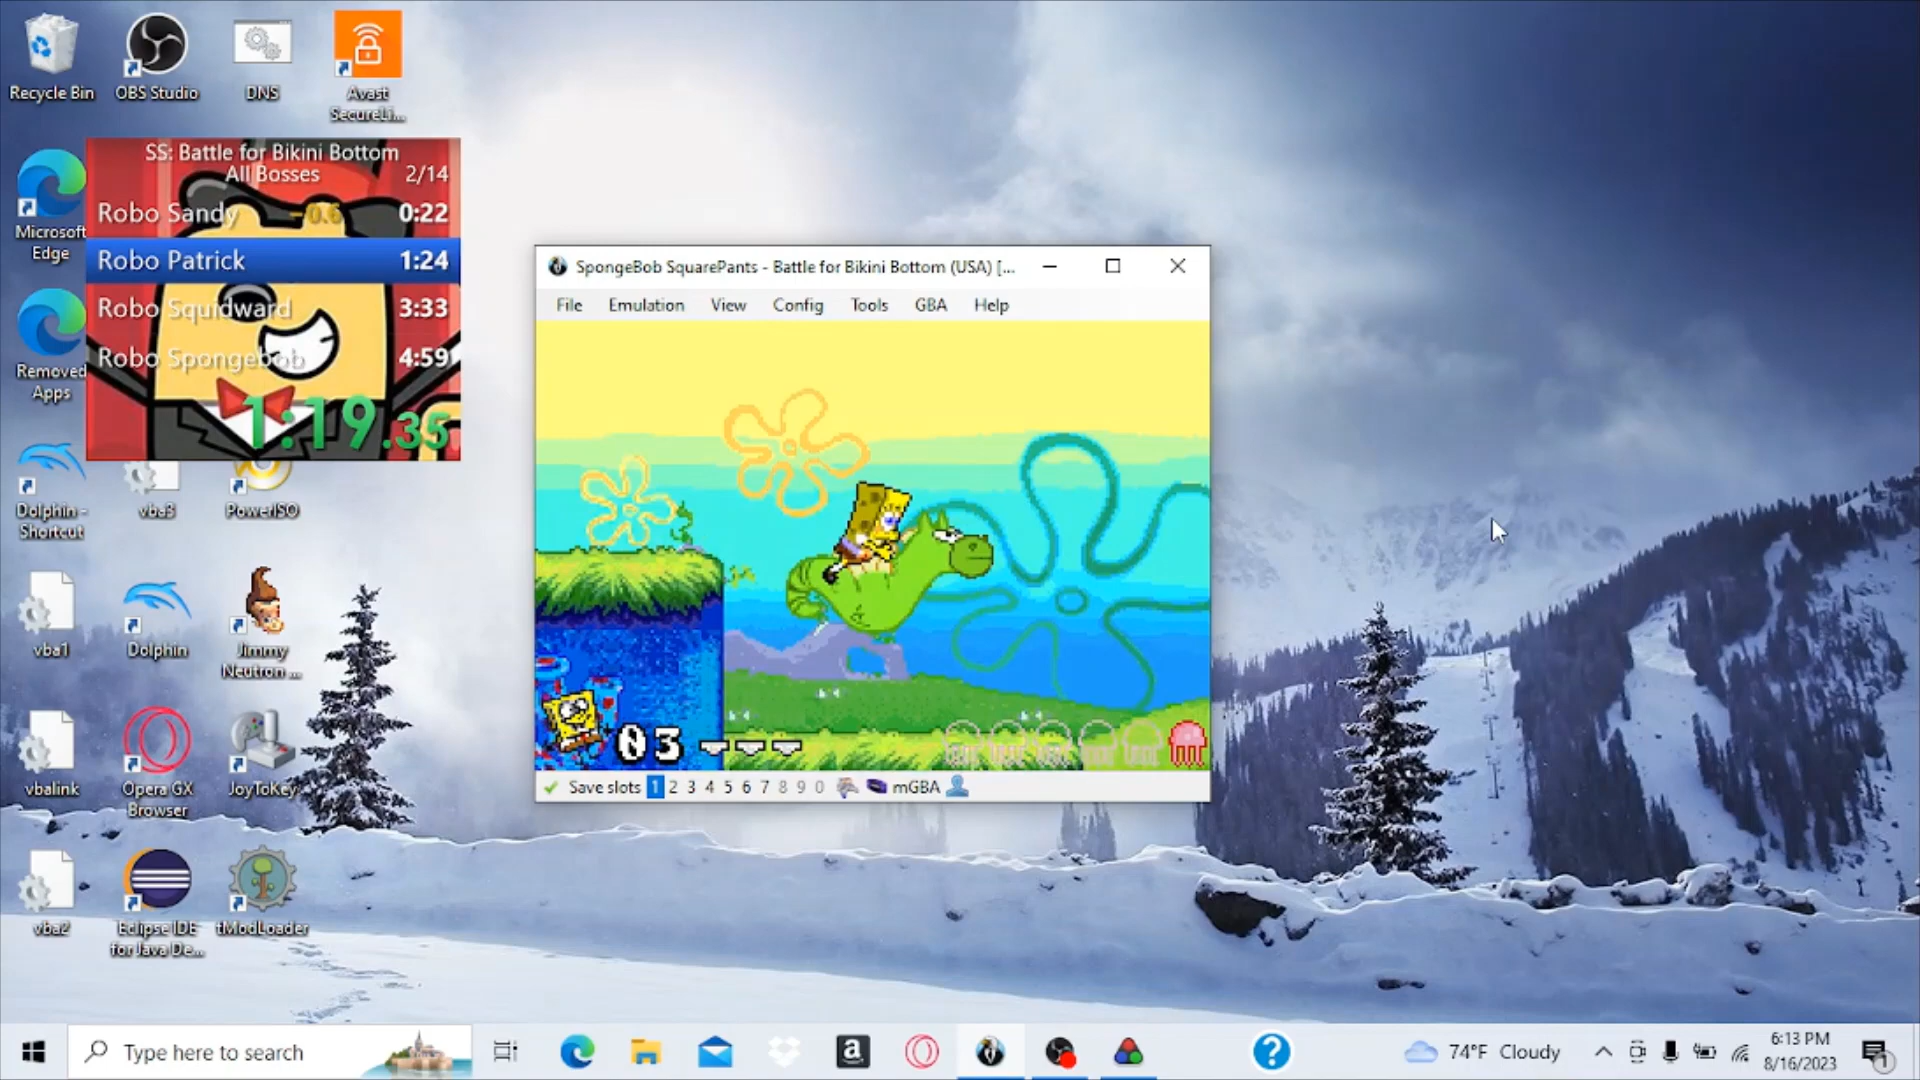 Recycle Bin
OBS Studio
DNS
Avast
SecureLi...
SS: Battle for Bikini Bottom
All Bosses
2/14
Robo Sandy
-0.6
0:22
Robo Patrick
1:24
Robo Squidward
3:33
Robo Spongebob
4:59
1:19.35
Microsoft
Edge
Removed
Apps
Dolphin -
Shortcut
vba3
PowerISO
vba1
Dolphin
Jimmy
Neutron ...
vbalink
Opera GX
Browser
JoyToKey
vba2
Eclipse IDE
for Java De...
tModLoader
SpongeBob SquarePants - Battle for Bikini Bottom (USA) [...
File
Emulation
View
Config
Tools
GBA
Help
03
Save slots 1 2 3 4 5 6 7 8 9 0
mGBA
Type here to search
a
?
74°F Cloudy
6:13 PM
8/16/2023
1